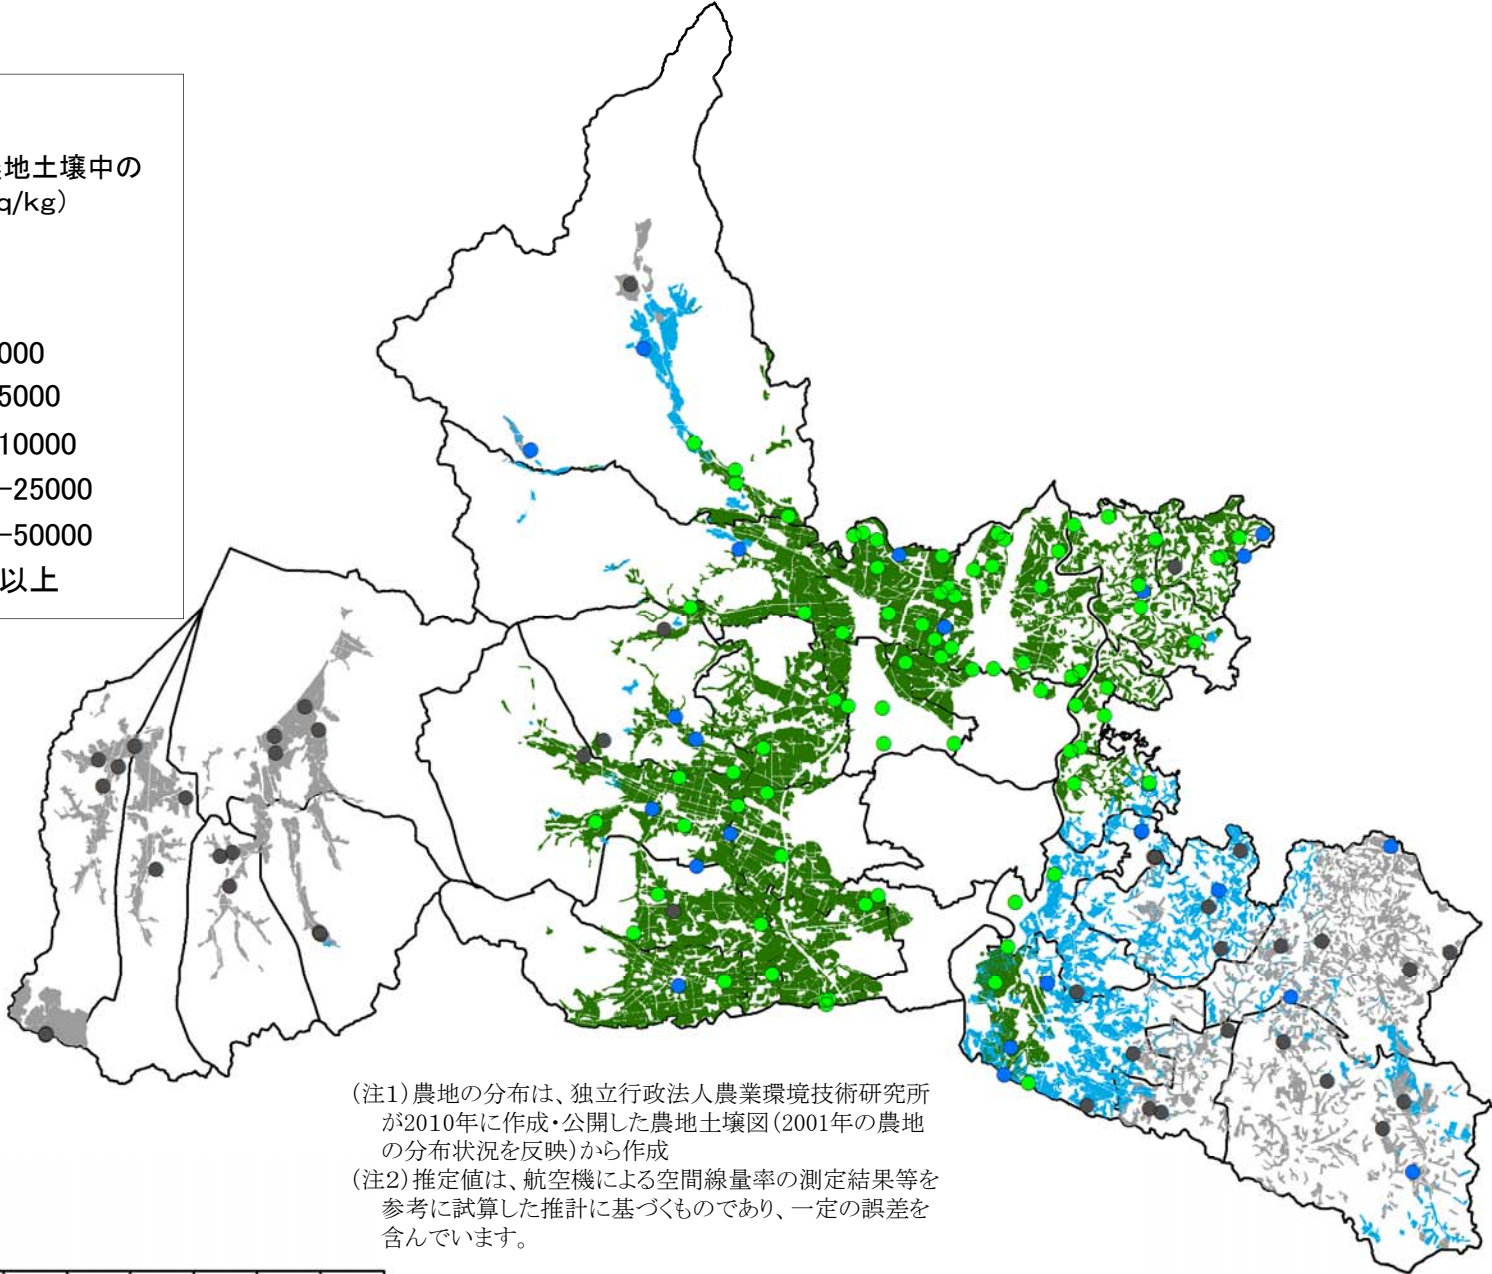 地土壌中の
q/kg）
000
5000
10000
−25000
−50000
以上
（注1）農地の分布は、独立行政法人農業環境技術研究所
が2010年に作成・公開した農地土壌図（2001年の農地
の分布状況を反映）から作成
（注2）推定値は、航空機による空間線量率の測定結果等を
参考に試算した推計に基づくものであり、一定の誤差を
含んでいます。